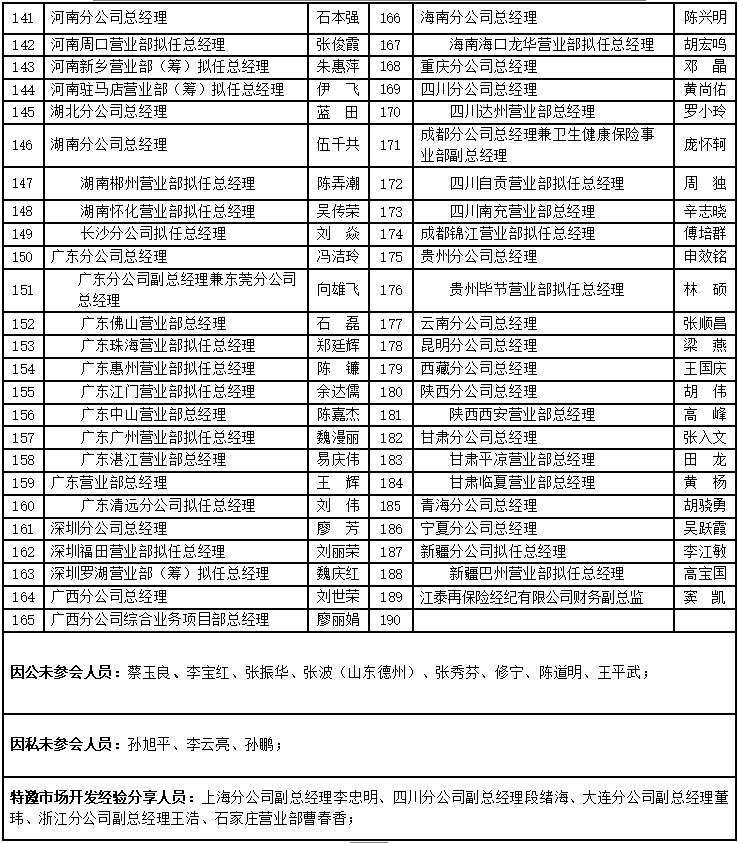 141 河南分公司总经理 石本强 166 海南分公司总经理 陈兴明
142 河南周口营业部拟任总经理 张俊霞 167 海南海口龙华营业部拟任总经理 胡宏鸣
143 河南新乡营业部（筹）拟任总经理 朱惠萍 168 重庆分公司总经理 邓 晶
144 河南驻马店营业部（筹）拟任总经理 伊 飞 169 四川分公司总经理 黄尚佑
145 湖北分公司总经理 蓝 田 170 四川达州营业部总经理 罗小玲
146 湖南分公司总经理 伍千共 171 成都分公司总经理兼卫生健康保险事
业部副总经理 庞怀轲
147 湖南郴州营业部拟任总经理 陈弄潮 172 四川自贡营业部拟任总经理 周 独
148 湖南怀化营业部拟任总经理 吴传荣 173 四川南充营业部总经理 辛志晓
149 长沙分公司拟任总经理 刘 焱 174 成都锦江营业部拟任总经理 傅培群
150 广东分公司总经理 冯洁玲 175 贵州分公司总经理 申效铭
151 广东分公司副总经理兼东莞分公司
总经理 向雄飞 176 贵州毕节营业部拟任总经理 林 硕
152 广东佛山营业部总经理 石 磊 177 云南分公司总经理 张顺昌
153 广东珠海营业部拟任总经理 郑廷辉 178 昆明分公司总经理 梁 燕
154 广东惠州营业部拟任总经理 陈 镰 179 西藏分公司总经理 王国庆
155 广东江门营业部拟任总经理 余达儒 180 陕西分公司总经理 胡 伟
156 广东中山营业部总经理 陈嘉杰 181 陕西西安营业部总经理 高 峰
157 广东广州营业部拟任总经理 魏漫丽 182 甘肃分公司总经理 张入文
158 广东湛江营业部总经理 易庆伟 183 甘肃平凉营业部总经理 田 龙
159 广东营业部总经理 王 辉 184 甘肃临夏营业部总经理 黄 杨
160 广东清远分公司拟任总经理 刘 伟 185 青海分公司总经理 胡骁勇
161 深圳分公司总经理 廖 芳 186 宁夏分公司总经理 吴跃霞
162 深圳福田营业部拟任总经理 刘丽荣 187 新疆分公司拟任总经理 李江敏
163 深圳罗湖营业部（筹）拟任总经理 魏庆红 188 新疆巴州营业部拟任总经理 高宝国
164 广西分公司总经理 刘世荣 189 江泰再保险经纪有限公司财务副总监 窦 凯
165 广西分公司综合业务项目部总经理 廖丽娟 190
因公未参会人员：蔡玉良、李宝红、张振华、张波（山东德州）、张秀芬、修宁、陈道明、王平武；
因私未参会人员：孙旭平、李云亮、孙鹏；
特邀市场开发经验分享人员：上海分公司副总经理李忠明、四川分公司副总经理段绪海、大连分公司副总经理董
玮、浙江分公司副总经理王浩、石家庄营业部曹春香；